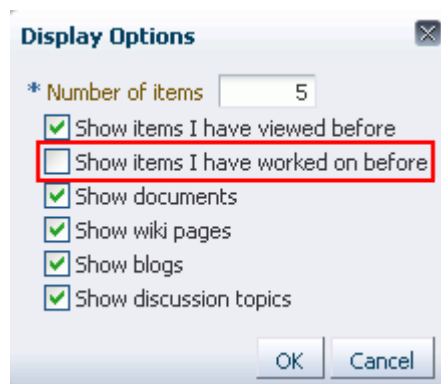 Display Options
* Number of items 5
Show items I have viewed before
Show items I have worked on before
Show documents
Show wiki pages
Show blogs
Show discussion topics
OK Cancel